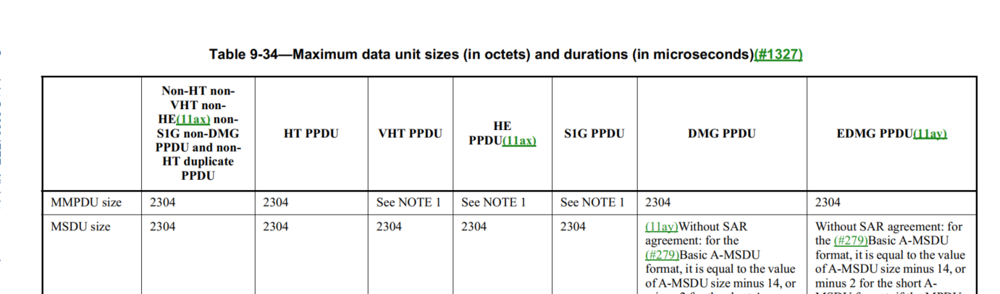 Table 9-34—Maximum data unit sizes (in octets) and durations (in microseconds)(#1327)
Non-HT non-
VHT non-
HE(11ax) non-
S1G non-DMG
PPDU and non-
HT duplicate
PPDU
HT PPDU
VHT PPDU
HE
PPDU(11ax)
S1G PPDU
DMG PPDU
EDMG PPDU(11ay)
MMPDU size
2304
2304
See NOTE 1
See NOTE 1
See NOTE 1
2304
2304
MSDU size
2304
2304
2304
2304
2304
(11ay)Without SAR
agreement: for the
(#279)Basic A-MSDU
format, it is equal to the value
of A-MSDU size minus 14, or
Without SAR agreement: for
the (#279)Basic A-MSDU
format, it is equal to the value
of A-MSDU size minus 14, or
minus 2 for the short A-